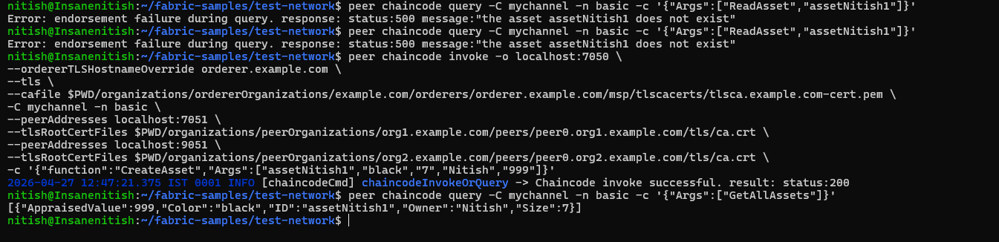 nitish@Insanenitish:~/fabric-samples/test-network$ peer chaincode query -C mychannel -n basic -c '{"Args":["ReadAsset","assetNitish1"]}'
Error: endorsement failure during query. response: status:500 message:"the asset assetNitish1 does not exist"
nitish@Insanenitish:~/fabric-samples/test-network$ peer chaincode query -C mychannel -n basic -c '{"Args":["ReadAsset","assetNitish1"]}'
Error: endorsement failure during query. response: status:500 message:"the asset assetNitish1 does not exist"
nitish@Insanenitish:~/fabric-samples/test-network$ peer chaincode invoke -o localhost:7050 \
--ordererTLSHostnameOverride orderer.example.com \
--tls \
--cafile $PWD/organizations/ordererOrganizations/example.com/orderers/orderer.example.com/msp/tlscacerts/tlsca.example.com-cert.pem \
-C mychannel -n basic \
--peerAddresses localhost:7051 \
--tlsRootCertFiles $PWD/organizations/peerOrganizations/org1.example.com/peers/peer0.org1.example.com/tls/ca.crt \
--peerAddresses localhost:9051 \
--tlsRootCertFiles $PWD/organizations/peerOrganizations/org2.example.com/peers/peer0.org2.example.com/tls/ca.crt \
-c '{"function":"CreateAsset","Args":["assetNitish1","black","7","Nitish","999"]}'
2026-04-27 12:47:21.375 IST 0001 INFO [chaincodeCmd] chaincodeInvokeOrQuery -> Chaincode invoke successful. result: status:200
nitish@Insanenitish:~/fabric-samples/test-network$ peer chaincode query -C mychannel -n basic -c '{"Args":["GetAllAssets"]}'
[{"AppraisedValue":999,"Color":"black","ID":"assetNitish1","Owner":"Nitish","Size":7}]
nitish@Insanenitish:~/fabric-samples/test-network$